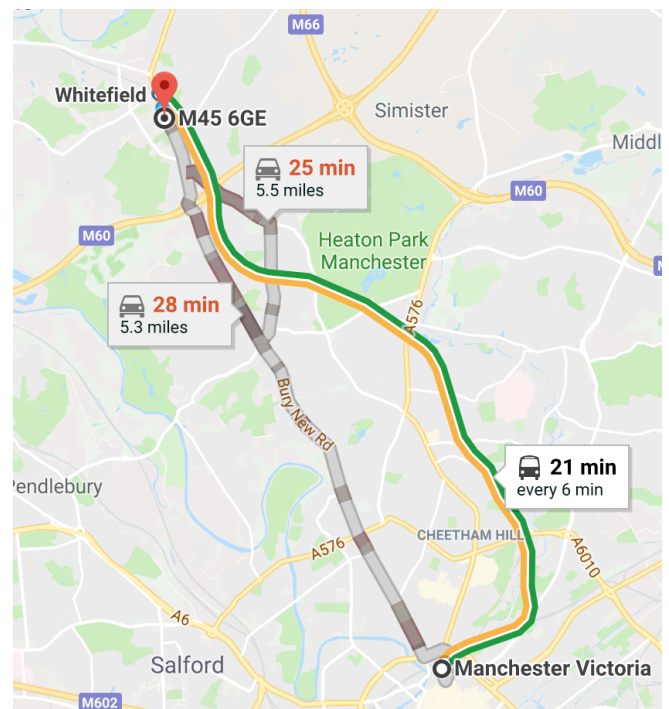 M66
Whitefield
M45 6GE
Simister
Middl
25 min
5.5 miles
M60
M60
Heaton Park
Manchester
28 min
5.3 miles
A576
Bury New Rd
21 min
every 6 min
Pendlebury
CHEETHAM HILL
A576
A6010
A6
Salford
Manchester Victoria
M602